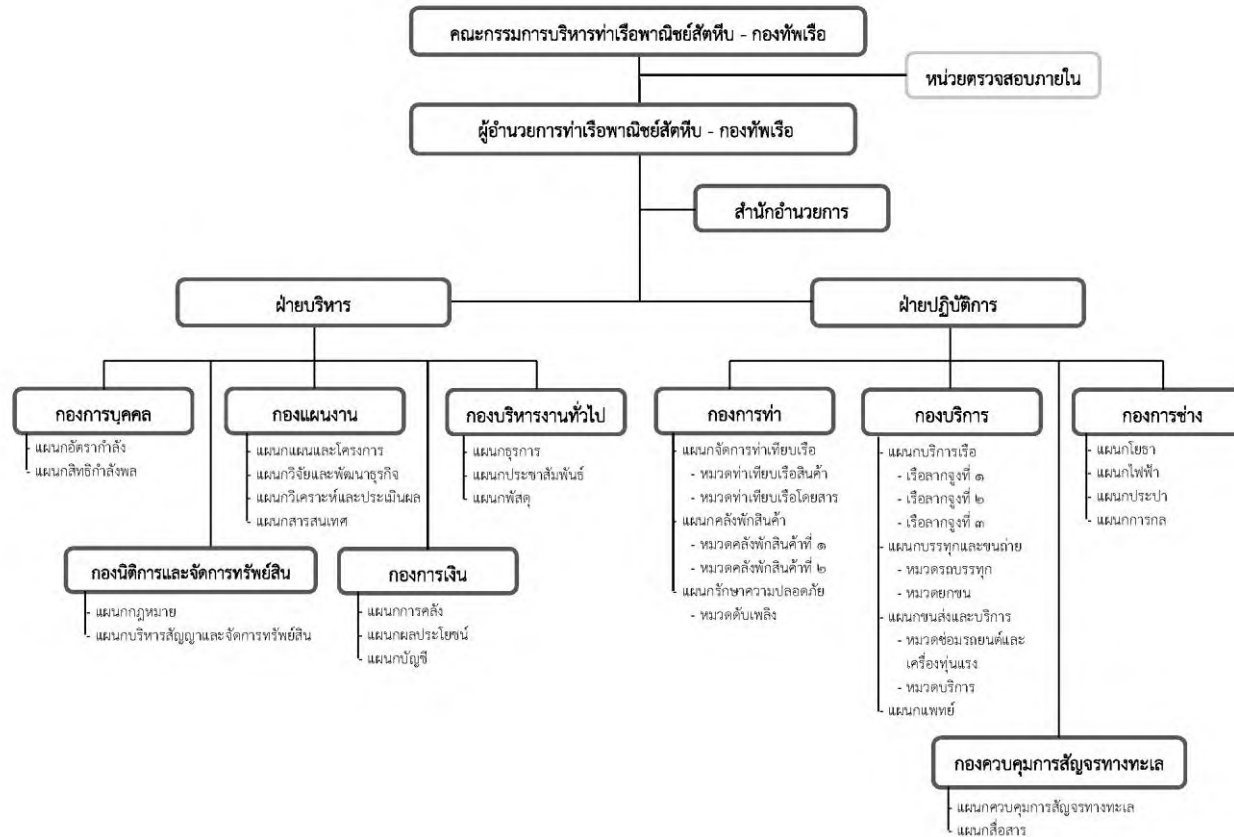 คณะกรรมการบริหารท่าเรือพาณิชย์สัตหีบ - กองทัพเรือ
หน่วยตรวจสอบภายใน
ผู้อำนวยการท่าเรือพาณิชย์สัตหีบ - กองทัพเรือ
สำนักอำนวยการ
ฝ่ายบริหาร
ฝ่ายปฏิบัติการ
กองการบุคคล
- แผนกอัตรากำลัง
- แผนกสิทธิกำลังพล
กองแผนงาน
- แผนกแผนและโครงการ
- แผนกวิจัยและพัฒนาธุรกิจ
- แผนกวิเคราะห์และประเมินผล
- แผนกสารสนเทศ
กองบริหารงานทั่วไป
- แผนกธุรการ
- แผนกประชาสัมพันธ์
- แผนกพัสดุ
กองนิติการและจัดการทรัพย์สิน
- แผนกกฎหมาย
- แผนกบริหารสัญญาและจัดการทรัพย์สิน
กองการเงิน
- แผนกการคลัง
- แผนกผลประโยชน์
- แผนกบัญชี
กองการท่า
- แผนกจัดการท่าเทียบเรือ
- หมวดท่าเทียบเรือสินค้า
- หมวดท่าเทียบเรือโดยสาร
- แผนกคลังพักสินค้า
- หมวดคลังพักสินค้าที่ ๑
- หมวดคลังพักสินค้าที่ ๒
- แผนกรักษาความปลอดภัย
- หมวดดับเพลิง
กองบริการ
- แผนกบริการเรือ
- เรือลากจูงที่ ๑
- เรือลากจูงที่ ๒
- เรือลากจูงที่ ๓
- แผนกบรรทุกและขนถ่าย
- หมวดรถบรรทุก
- หมวดยกขน
- แผนกขนส่งและบริการ
- หมวดซ่อมรถยนต์และ
เครื่องทุ่นแรง
- หมวดบริการ
- แผนกแพทย์
กองการช่าง
- แผนกโยธา
- แผนกไฟฟ้า
- แผนกประปา
- แผนกการกล
กองควบคุมการสัญจรทางทะเล
- แผนกควบคุมการสัญจรทางทะเล
- แผนกสื่อสาร